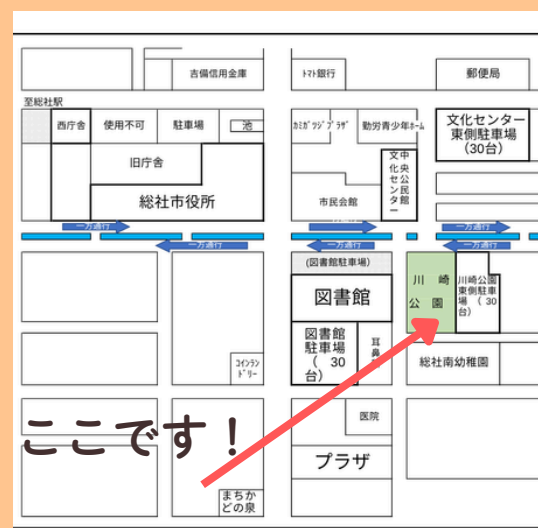 吉備信用金庫
ﾄﾏﾄ銀行
郵便局
至総社駅
西庁舎
使用不可
駐車場
池
ｶﾐｶﾞﾂｼﾞﾌﾟﾗｻﾞ
勤労青少年ﾎｰﾑ
文化センター
東側駐車場
（30台）
旧庁舎
総社市役所
市民会館
中央公民館
文化センター
一方通行
一方通行
一方通行
一方通行
一方通行
(図書館駐車場)
図書館
川崎
公園
川崎公園
東側駐車
場（30
台）
図書館
駐車場
（30
台）
耳鼻
総社南幼稚園
ｺｲﾝﾗﾝ
ﾄﾞﾘｰ
ここです！
医院
プラザ
まちか
どの泉